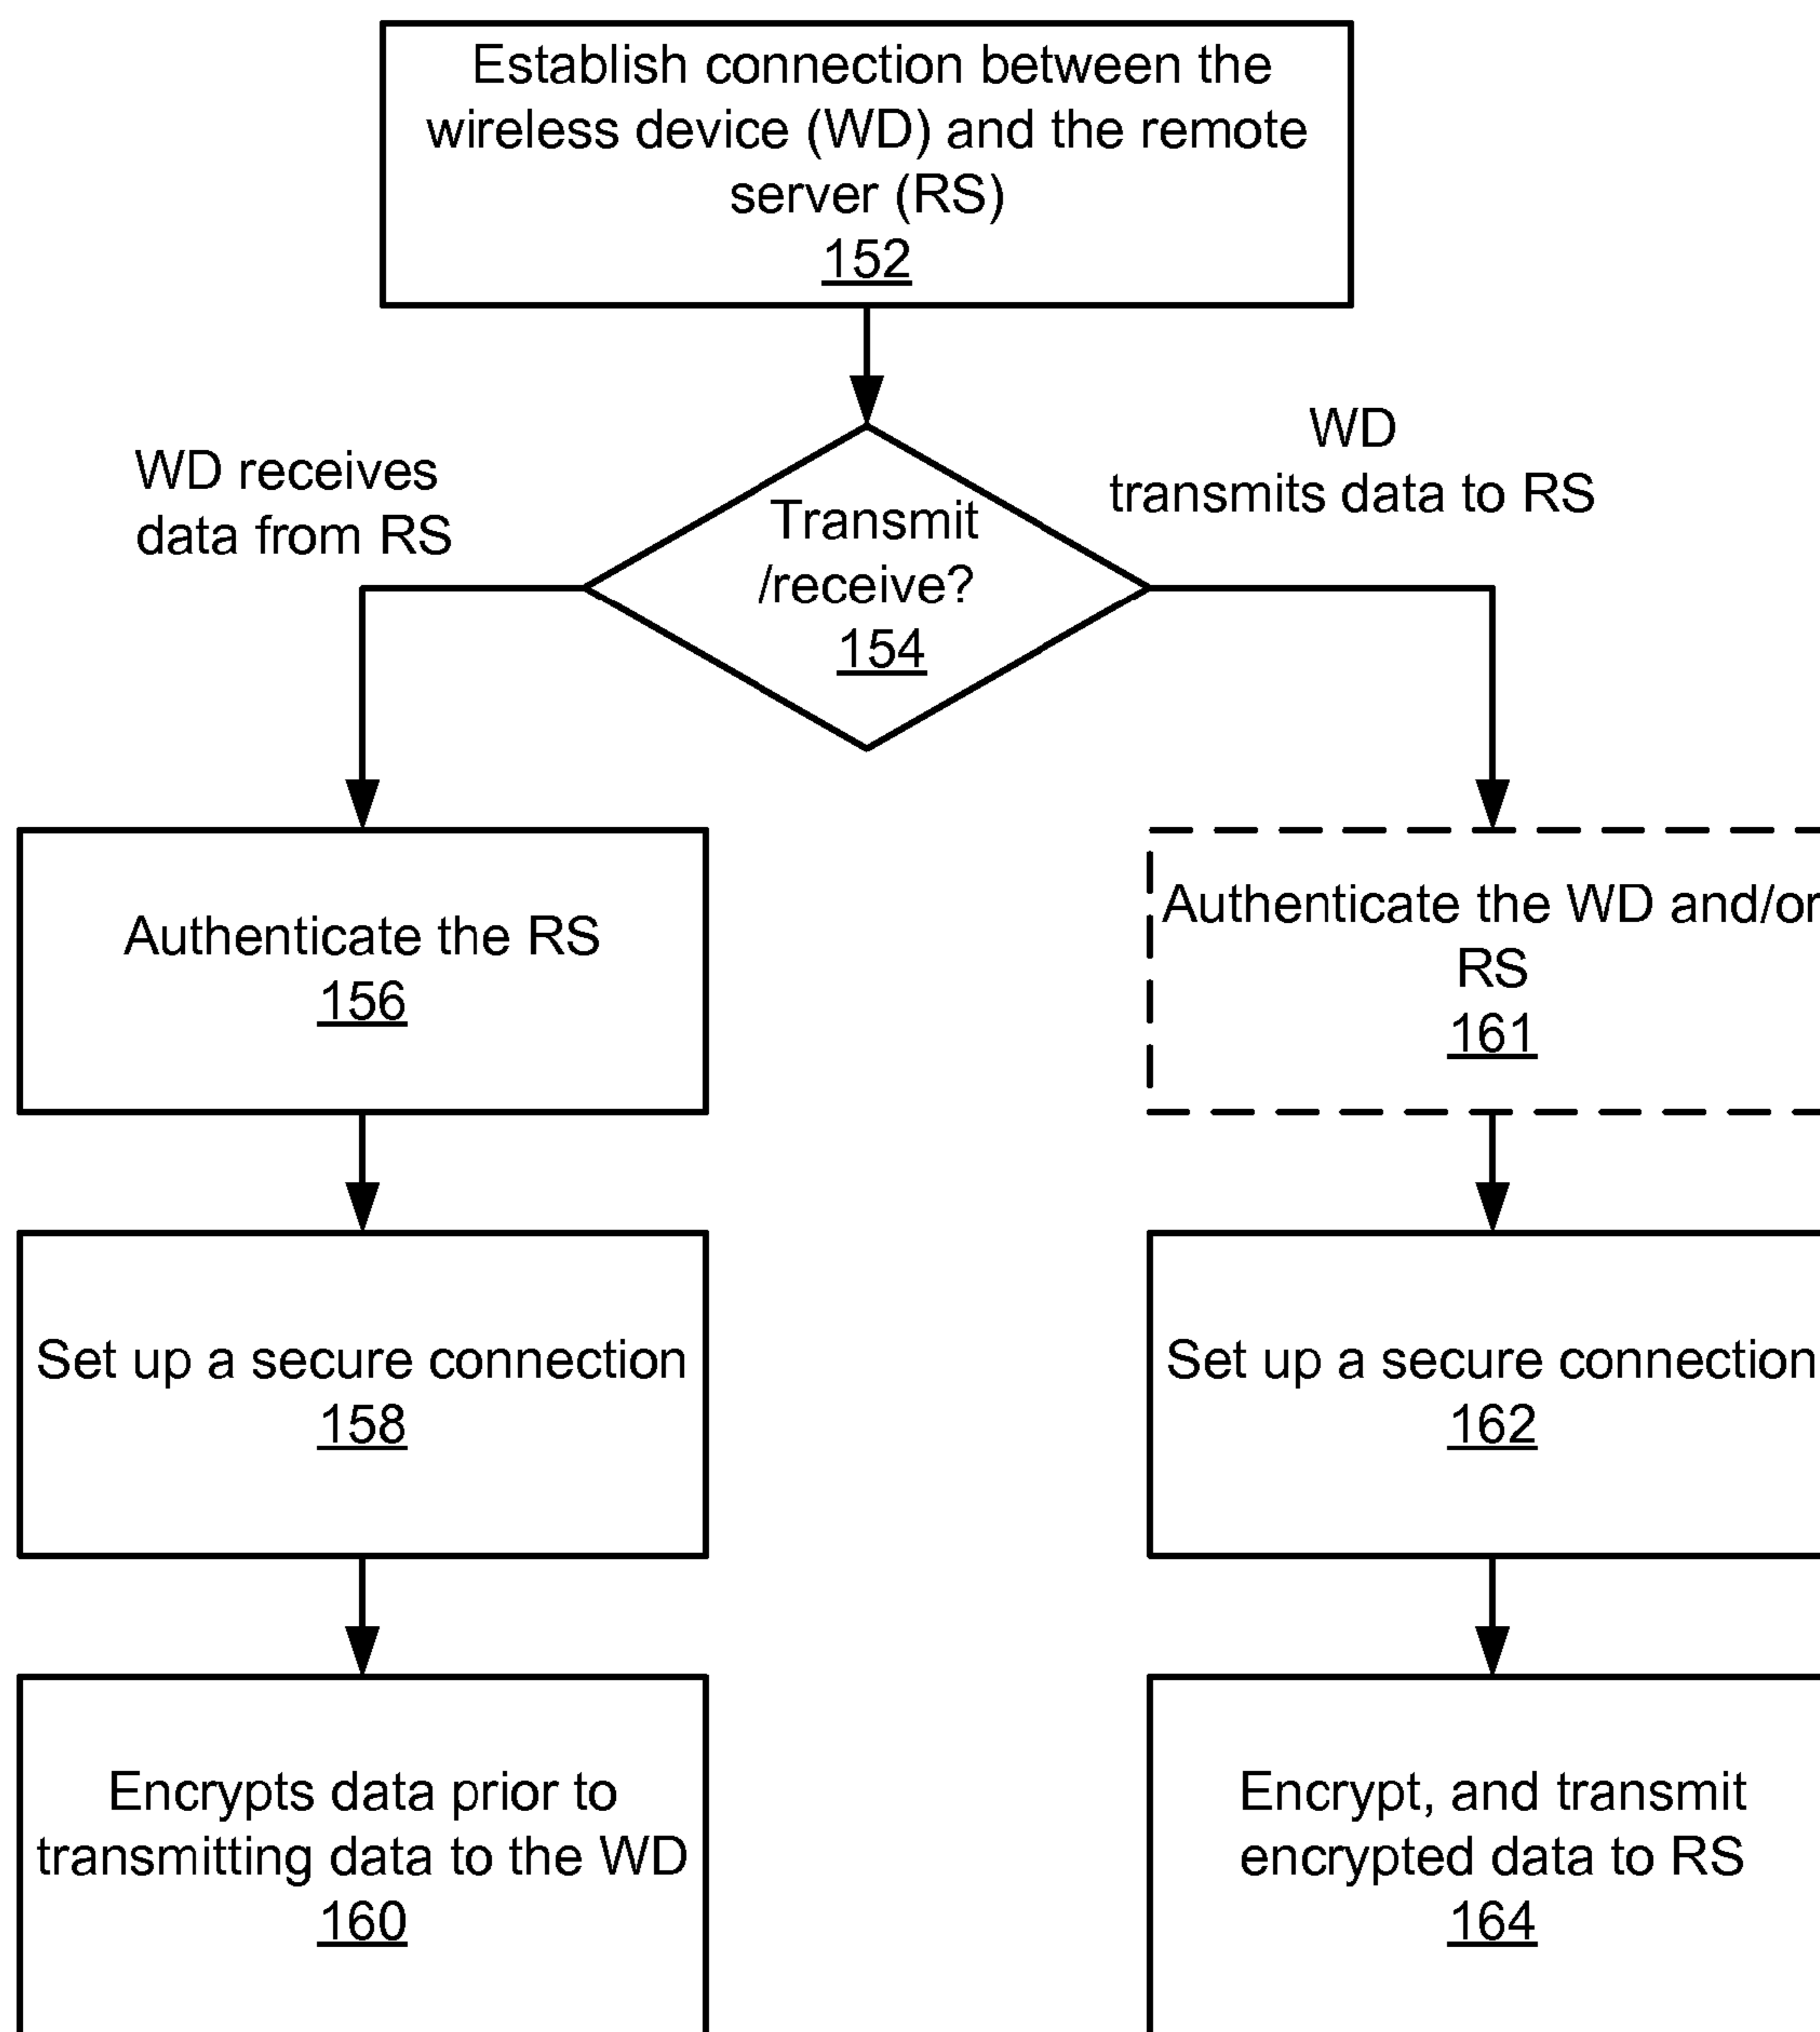 Establish connection between the
wireless device (WD) and the remote
server (RS)
152
WD receives
data from RS
Transmit
/receive?
154
WD
transmits data to RS
Authenticate the RS
156
Authenticate the WD and/or
RS
161
Set up a secure connection
158
Set up a secure connection
162
Encrypts data prior to
transmitting data to the WD
160
Encrypt, and transmit
encrypted data to RS
164